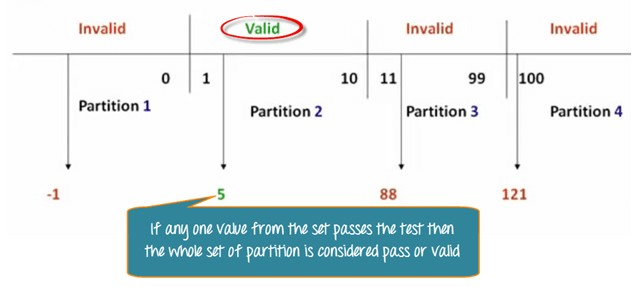 Invalid Valid Invalid Invalid
0 1 10 11 99 100
Partition 1 Partition 2 Partition 3 Partition 4
-1 5 88 121
If any one value from the set passes the test then
the whole set of partition is considered pass or valid